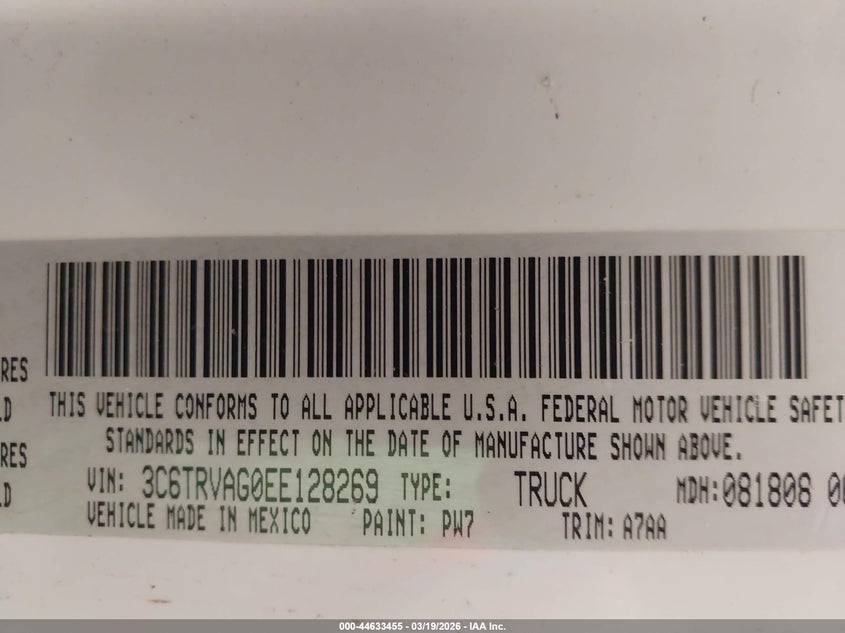 RES
LD
RES
LD
THIS VEHICLE CONFORMS TO ALL APPLICABLE U.S.A. FEDERAL MOTOR VEHICLE SAFET
STANDARDS IN EFFECT ON THE DATE OF MANUFACTURE SHOWN ABOVE.
VIN: 3C6TRVAG0EE128269 TYPE: TRUCK MDH:081808 00
VEHICLE MADE IN MEXICO PAINT: PW7 TRIM: A7AA
000-44633455 - 03/19/2026 - IAA Inc.